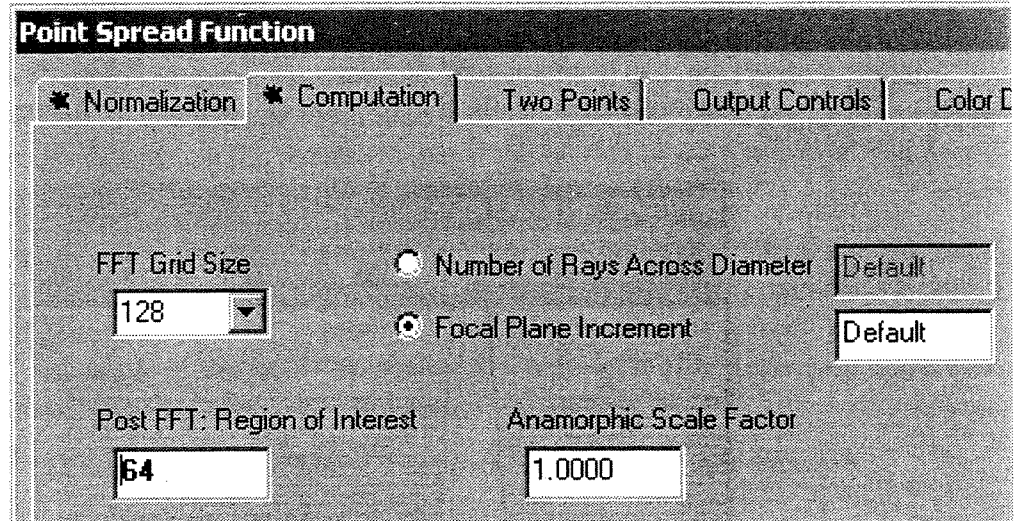 Point Spread Function
* Normalization * Computation Two Points Output Controls Color D
FFT Grid Size
128
Number of Rays Across Diameter Default
Focal Plane Increment Default
Post FFT: Region of Interest Anamorphic Scale Factor
64 1.0000